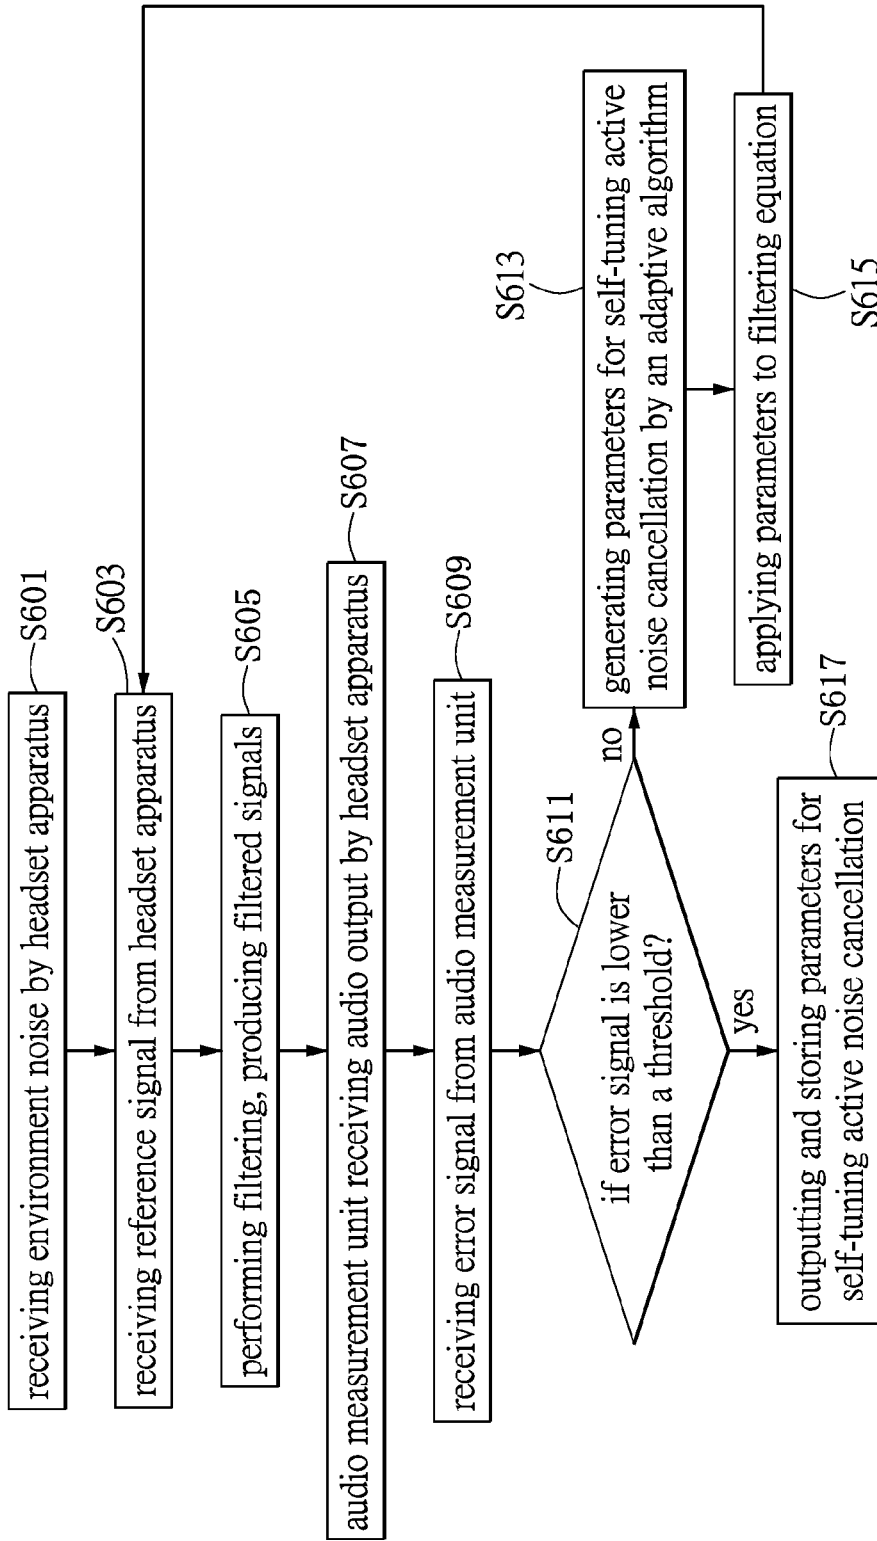 receiving environment noise by headset apparatus
S601
receiving reference signal from headset apparatus
S603
performing filtering, producing filtered signals
S605
audio measurement unit receiving audio output by headset apparatus
S607
receiving error signal from audio measurement unit
S609
if error signal is lower
than a threshold?
S611
no
generating parameters for self-tuning active
noise cancellation by an adaptive algorithm
S613
applying parameters to filtering equation
S615
yes
outputting and storing parameters for
self-tuning active noise cancellation
S617